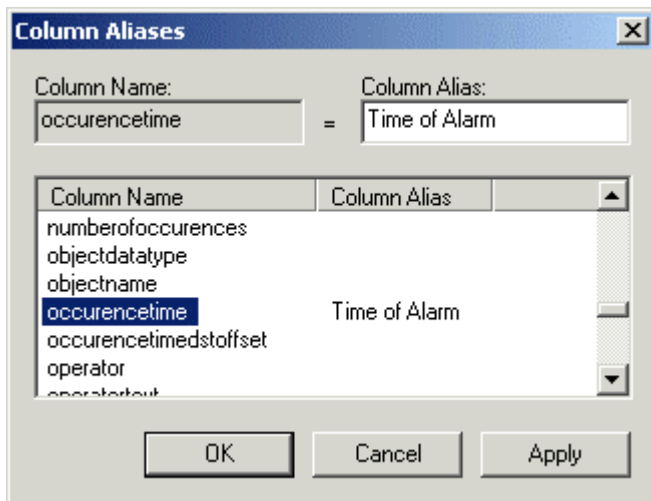 Column Aliases
Column Name: Column Alias:
occurencetime = Time of Alarm
Column Name Column Alias
numberofoccurences
objectdatatype
objectname
occurencetime Time of Alarm
occurencetimedstoffset
operator
OK Cancel Apply